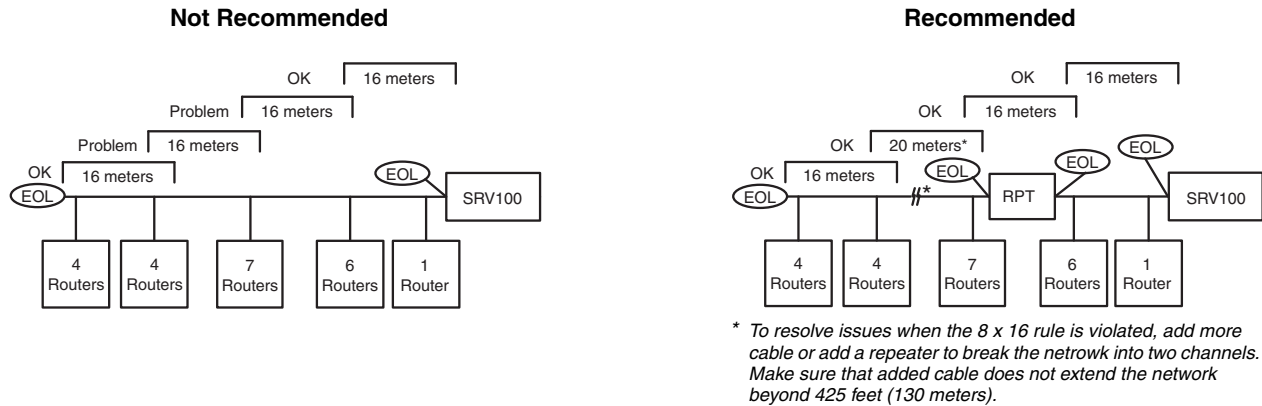 Not Recommended
OK 16 meters
Problem 16 meters
Problem 16 meters
OK 16 meters
EOL
EOL
SRV100
4
Routers
4
Routers
7
Routers
6
Routers
1
Router
Recommended
OK 16 meters
OK 16 meters
OK 20 meters*
OK 16 meters
EOL
*
EOL
RPT
EOL
EOL
SRV100
4
Routers
4
Routers
7
Routers
6
Routers
1
Router
* To resolve issues when the 8 x 16 rule is violated, add more
cable or add a repeater to break the netrowk into two channels.
Make sure that added cable does not extend the network
beyond 425 feet (130 meters).